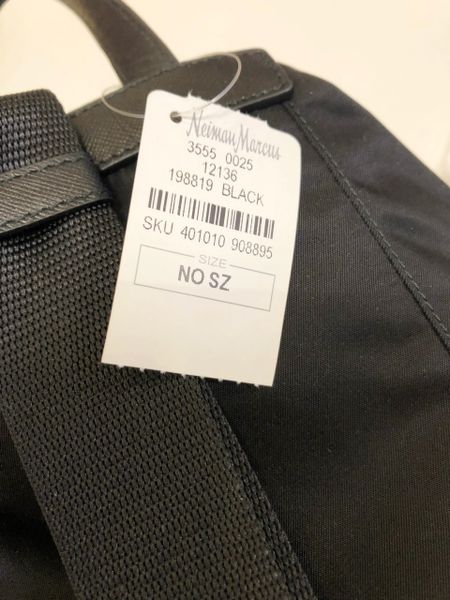 Neiman Marcus
3555 0025
12136
198819 BLACK
SKU 401010 908895
SIZE
NO SZ